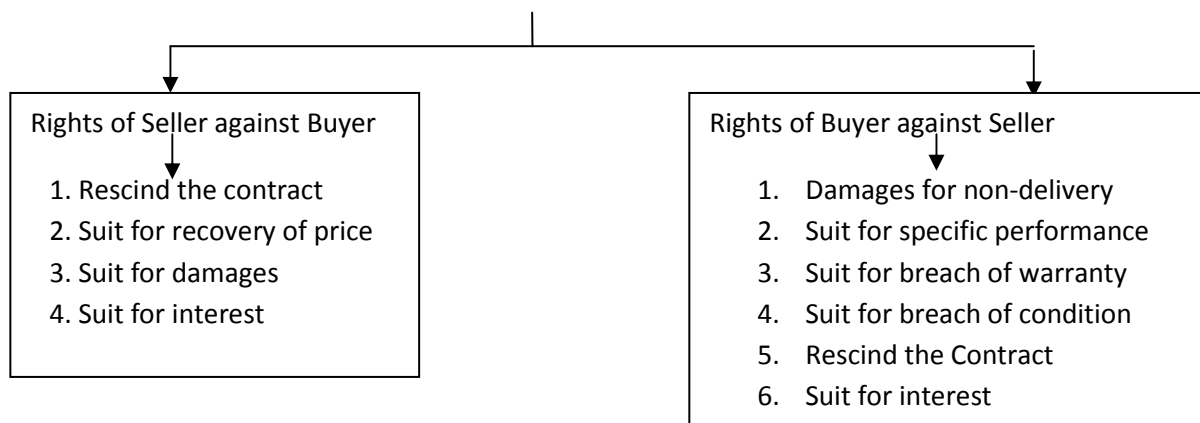 Rights of Seller against Buyer
1. Rescind the contract
2. Suit for recovery of price
3. Suit for damages
4. Suit for interest
Rights of Buyer against Seller
1. Damages for non-delivery
2. Suit for specific performance
3. Suit for breach of warranty
4. Suit for breach of condition
5. Rescind the Contract
6. Suit for interest